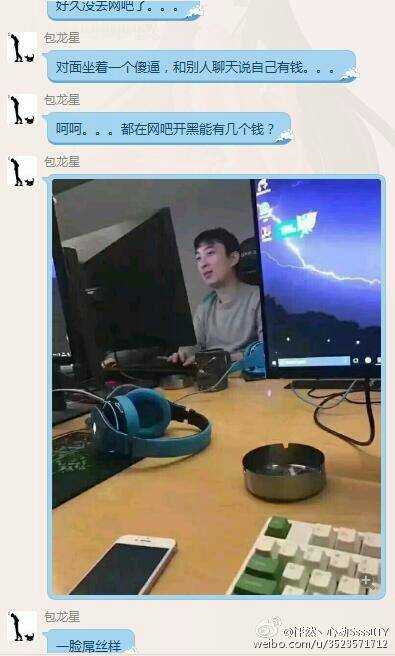 好久没去网吧了。。。
包龙星
对面坐着一个傻逼，和别人聊天说自己有钱。。。
包龙星
呵呵。。。都在网吧开黑能有几个钱？
包龙星
包龙星
一脸屌丝样
weibo.com/u/3523571712